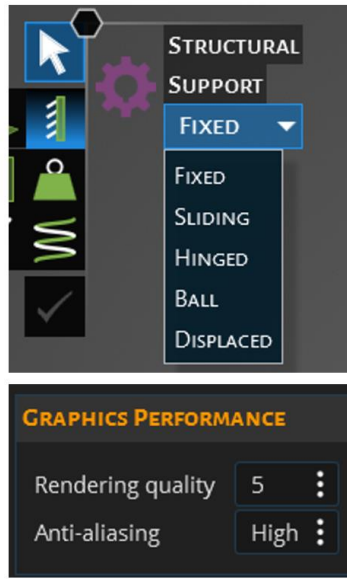 Structural
Support
Fixed
Fixed
Sliding
Hinged
Ball
Displaced
Graphics Performance
Rendering quality 5
Anti-aliasing High